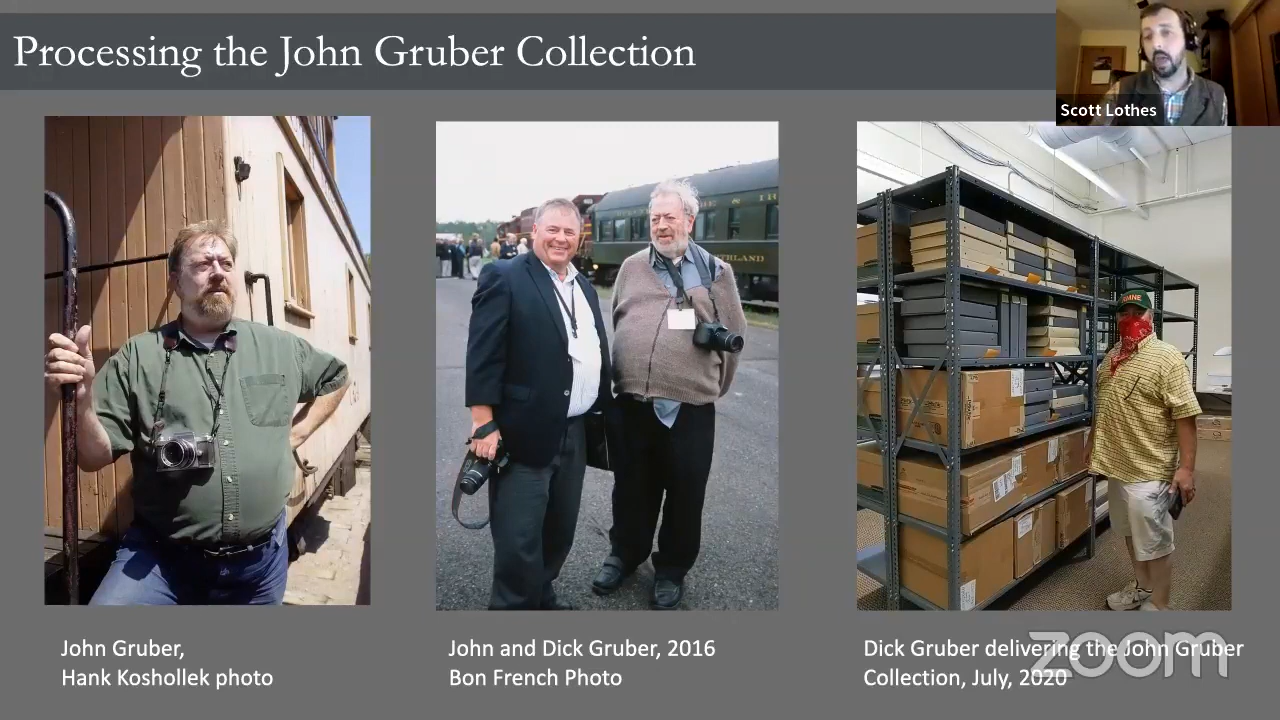 Processing the John Gruber Collection
Scott Lothes
John Gruber,
Hank Koshollek photo
John and Dick Gruber, 2016
Bon French Photo
Dick Gruber delivering the John Gruber
Collection, July, 2020
zoom